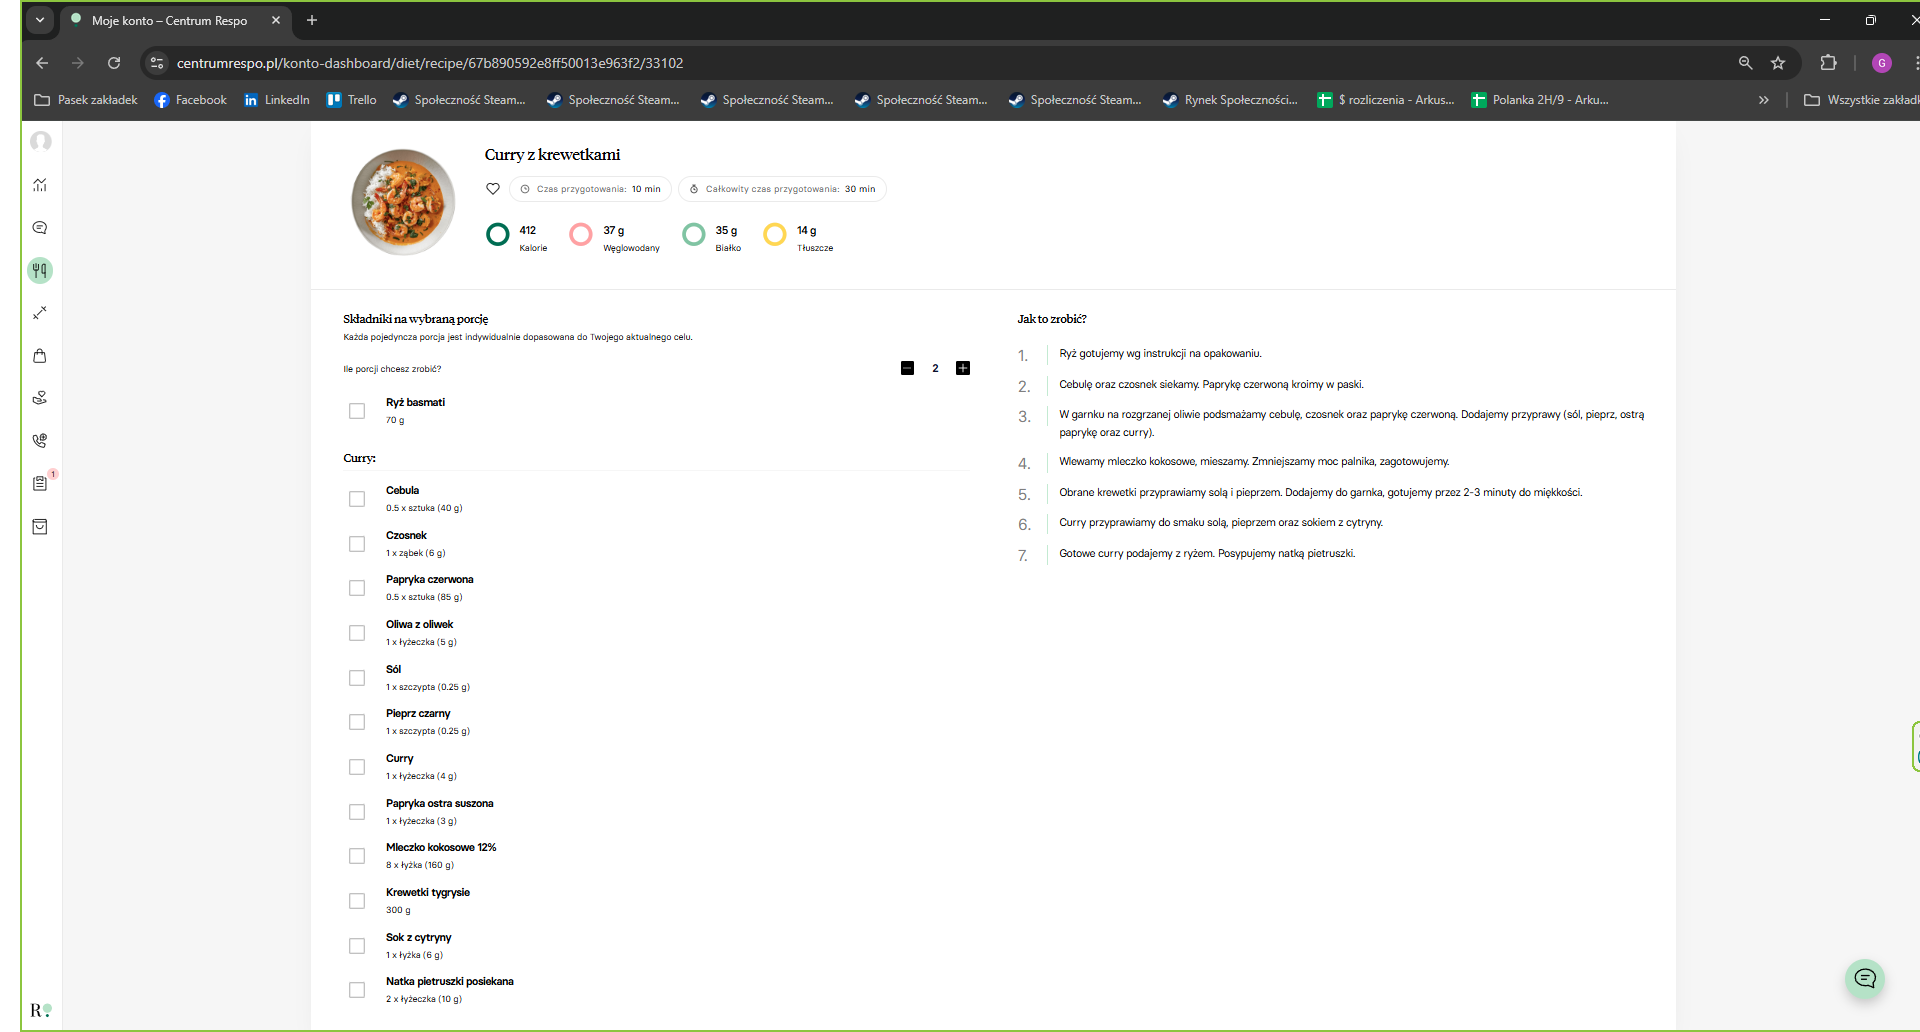 Moje konto – Centrum Respo
centrumrespo.pl/konto-dashboard/diet/recipe/67b890592e8ff50013e963f2/33102
G
Pasek zakładek
Facebook
LinkedIn
Trello
Społeczność Steam...
Społeczność Steam...
Społeczność Steam...
Społeczność Steam...
Społeczność Steam...
Rynek Społeczności...
$ rozliczenia - Arkus...
Polanka 2H/9 - Arku...
»
Wszystkie zakład
Curry z krewetkami
Czas przygotowania: 10 min
Całkowity czas przygotowania: 30 min
412
Kalorie
37 g
Węglowodany
35 g
Białko
14 g
Tłuszcze
Składniki na wybraną porcję
Każda pojedyncza porcja jest indywidualnie dopasowana do Twojego aktualnego celu.
Ile porcji chcesz zrobić?
2
Ryż basmati
70 g
Curry:
Cebula
0.5 x sztuka (40 g)
Czosnek
1 x ząbek (6 g)
Papryka czerwona
0.5 x sztuka (85 g)
Oliwa z oliwek
1 x łyżeczka (5 g)
Sól
1 x szczypta (0.25 g)
Pieprz czarny
1 x szczypta (0.25 g)
Curry
1 x łyżeczka (4 g)
Papryka ostra suszona
1 x łyżeczka (3 g)
Mleczko kokosowe 12%
8 x łyżka (160 g)
Krewetki tygrysie
300 g
Sok z cytryny
1 x łyżka (6 g)
Natka pietruszki posiekana
2 x łyżeczka (10 g)
Jak to zrobić?
1. Ryż gotujemy wg instrukcji na opakowaniu.
2. Cebulę oraz czosnek siekamy. Paprykę czerwoną kroimy w paski.
3. W garnku na rozgrzanej oliwie podsmażamy cebulę, czosnek oraz paprykę czerwoną. Dodajemy przyprawy (sól, pieprz, ostrą
paprykę oraz curry).
4. Wlewamy mleczko kokosowe, mieszamy. Zmniejszamy moc palnika, zagotowujemy.
5. Obrane krewetki przyprawiamy solą i pieprzem. Dodajemy do garnka, gotujemy przez 2-3 minuty do miękkości.
6. Curry przyprawiamy do smaku solą, pieprzem oraz sokiem z cytryny.
7. Gotowe curry podajemy z ryżem. Posypujemy natką pietruszki.
1
R